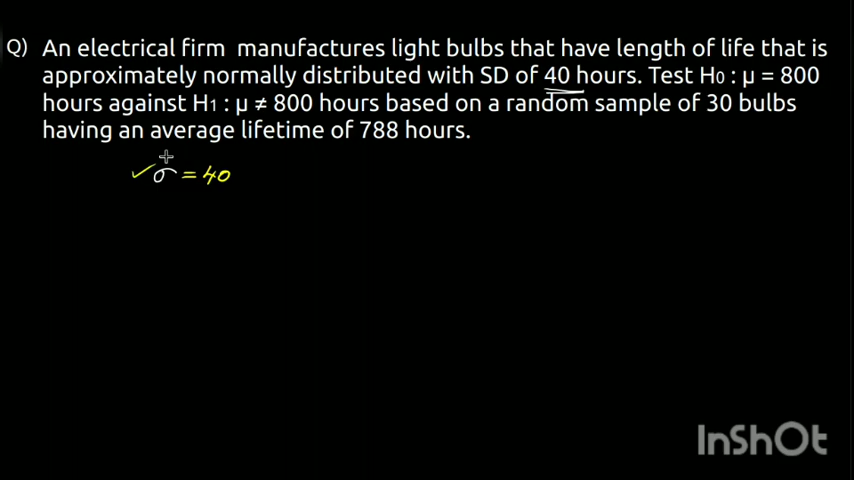 Q) An electrical firm manufactures light bulbs that have length of life that is
approximately normally distributed with SD of 40 hours. Test H0 : μ = 800
hours against H1 : μ ≠ 800 hours based on a random sample of 30 bulbs
having an average lifetime of 788 hours.
✓ σ = 40
InShOt